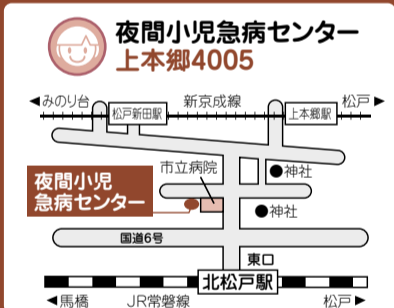 夜間小児急病センター
上本郷4005
◀みのり台
新京成線
松戸▶
松戸新田駅
上本郷駅
市立病院
●神社
夜間小児
急病センター
●神社
国道6号
東口
北松戸駅
◀馬橋
JR常磐線
松戸▶